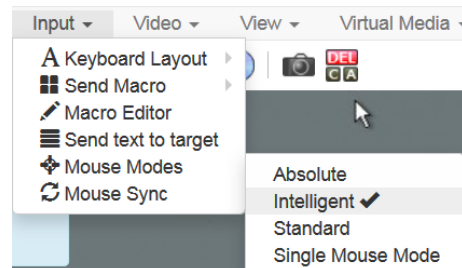 Input Video View Virtual Media
DEL
C A
A Keyboard Layout
Send Macro
Macro Editor
Send text to target
Mouse Modes
Mouse Sync
Absolute
Intelligent
Standard
Single Mouse Mode